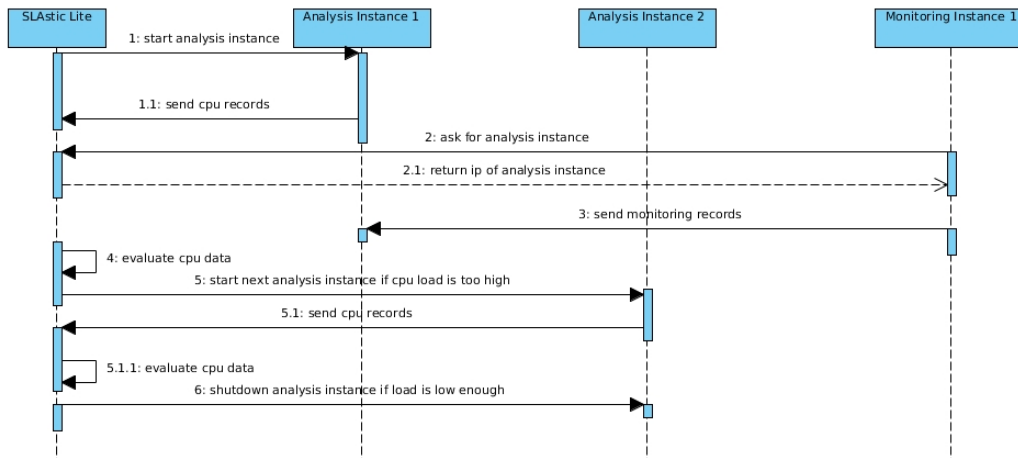 SLAstic Lite
Analysis Instance 1
Analysis Instance 2
Monitoring Instance 1
1: start analysis instance
1.1: send cpu records
2: ask for analysis instance
2.1: return ip of analysis instance
3: send monitoring records
4: evaluate cpu data
5: start next analysis instance if cpu load is too high
5.1: send cpu records
5.1.1: evaluate cpu data
6: shutdown analysis instance if load is low enough